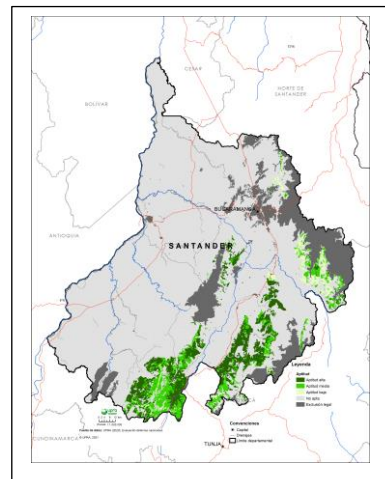 CESAR
NORTE DE
SANTANDER
BOLÍVAR
BUCARAMANGA
ANTIOQUIA
SANTANDER
Leyenda
Aptitud
Aptitud alta
Aptitud media
Aptitud baja
No apta
Exclusión legal
Convenciones
Capital
Drenajes
Límite departamental
CUNDINAMARCA
TUNJA